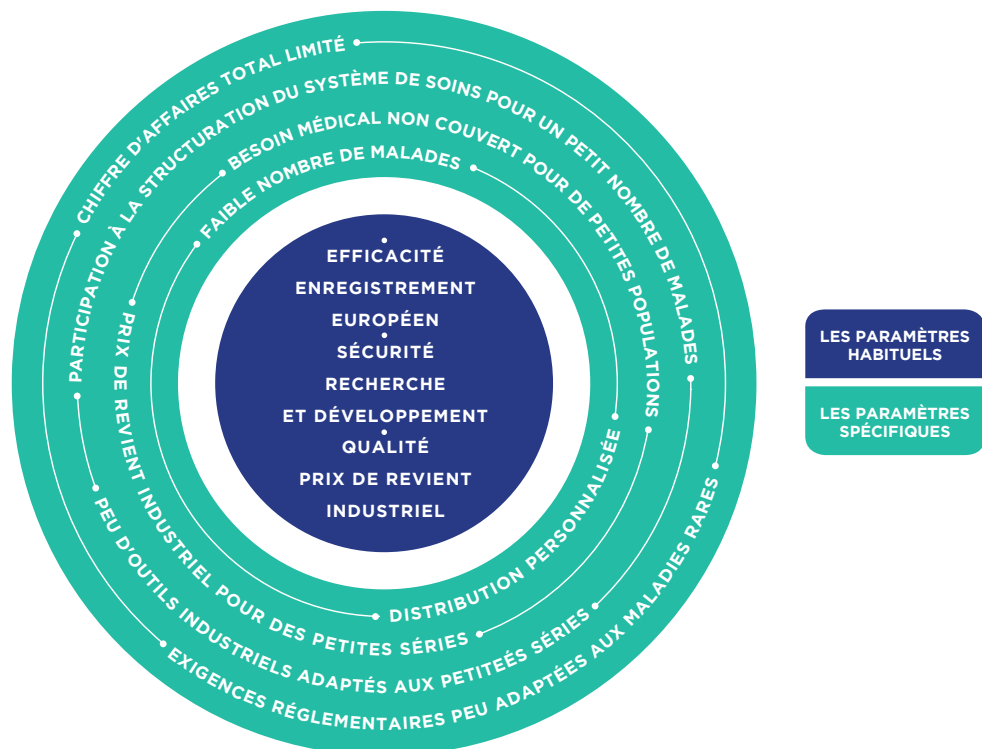 CHIFFRE D'AFFAIRES TOTAL LIMITÉ
PARTICIPATION À LA STRUCTURATION DU SYSTÈME DE SOINS POUR UN PETIT NOMBRE DE MALADES
BESOIN MÉDICAL NON COUVERT POUR DE PETITES POPULATIONS
FAIBLE NOMBRE DE MALADES
EFFICACITÉ
ENREGISTREMENT
EUROPÉEN
SÉCURITÉ
RECHERCHE
ET DÉVELOPPEMENT
QUALITÉ
PRIX DE REVIENT
INDUSTRIEL
DISTRIBUTION PERSONNALISÉE
PRIX DE REVIENT INDUSTRIEL POUR DES PETITES SÉRIES
PEU D'OUTILS INDUSTRIELS ADAPTÉS AUX PETITEÉS SÉRIES
EXIGENCES RÉGLEMENTAIRES PEU ADAPTÉES AUX MALADIES RARES
LES PARAMÈTRES
HABITUELS
LES PARAMÈTRES
SPÉCIFIQUES